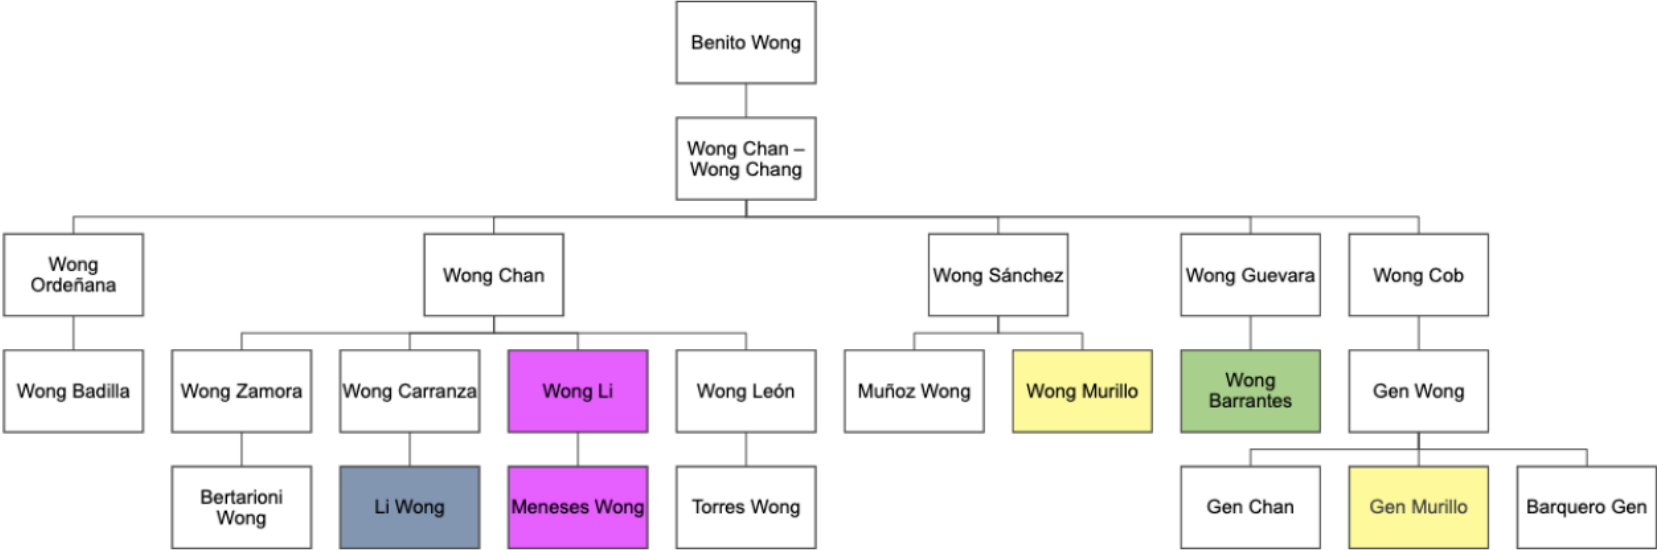 Benito Wong
Wong Chan –
Wong Chang
Wong
Ordeñana
Wong Chan
Wong Sánchez
Wong Guevara
Wong Cob
Wong Badilla
Wong Zamora
Wong Carranza
Wong Li
Wong León
Muñoz Wong
Wong Murillo
Wong
Barrantes
Gen Wong
Bertarioni
Wong
Li Wong
Meneses Wong
Torres Wong
Gen Chan
Gen Murillo
Barquero Gen